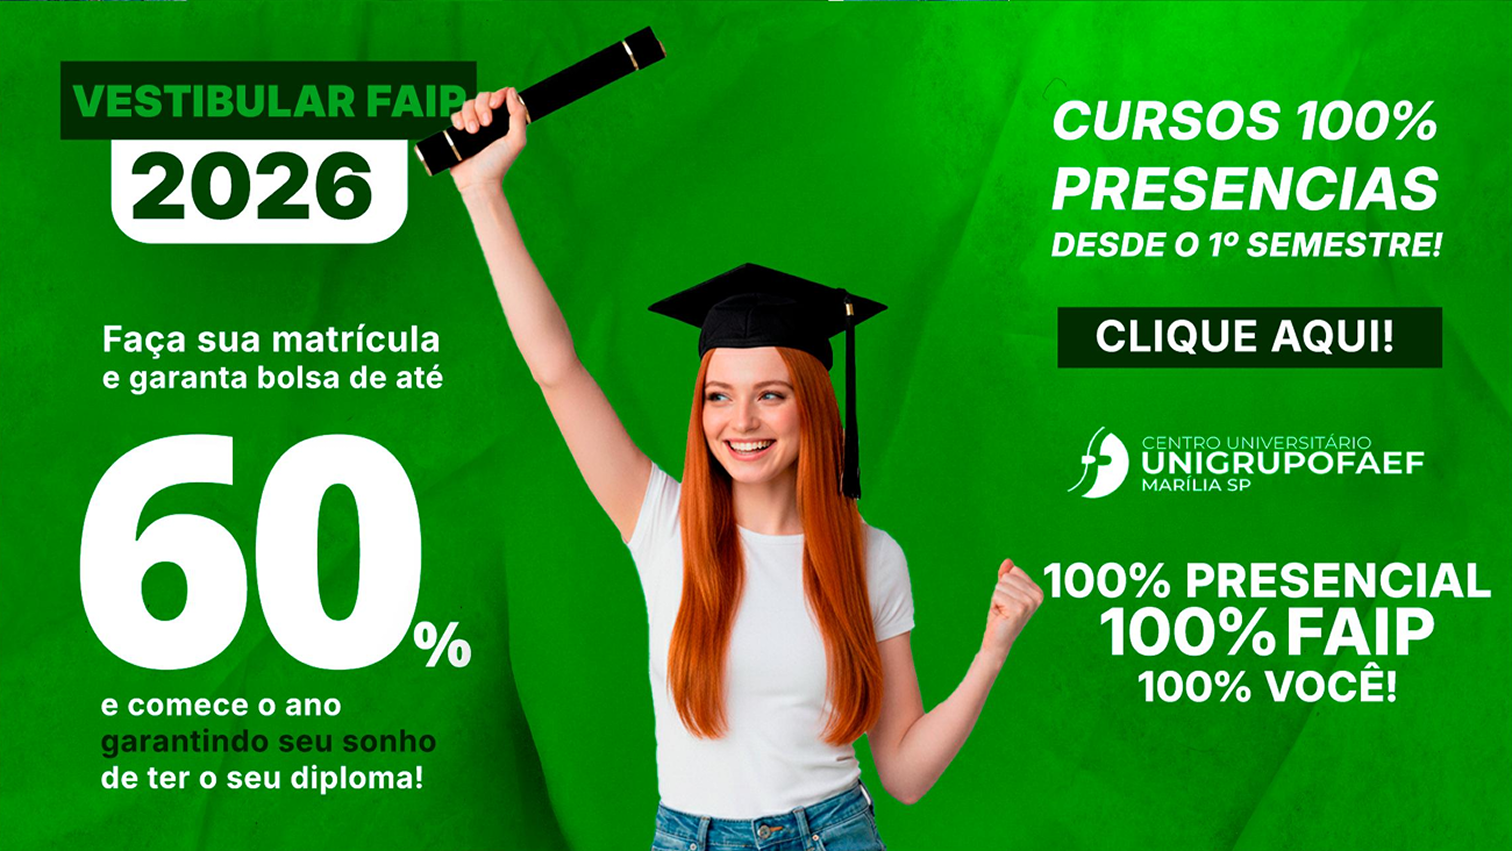 VESTIBULAR FAIP
2026
Faça sua matrícula
e garanta bolsa de até
60%
e comece o ano
garantindo seu sonho
de ter o seu diploma!
CURSOS 100%
PRESENCIAS
DESDE O 1º SEMESTRE!
CLIQUE AQUI!
CENTRO UNIVERSITÁRIO
UNIGRUPOFAEF
MARÍLIA SP
100% PRESENCIAL
100% FAIP
100% VOCÊ!